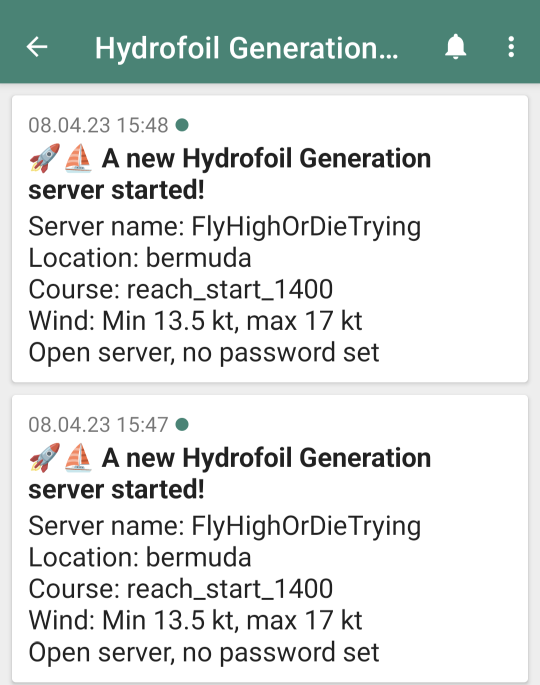 Hydrofoil Generation...
08.04.23 15:48
🚀⛵ A new Hydrofoil Generation
server started!
Server name: FlyHighOrDieTrying
Location: bermuda
Course: reach_start_1400
Wind: Min 13.5 kt, max 17 kt
Open server, no password set
08.04.23 15:47
🚀⛵ A new Hydrofoil Generation
server started!
Server name: FlyHighOrDieTrying
Location: bermuda
Course: reach_start_1400
Wind: Min 13.5 kt, max 17 kt
Open server, no password set